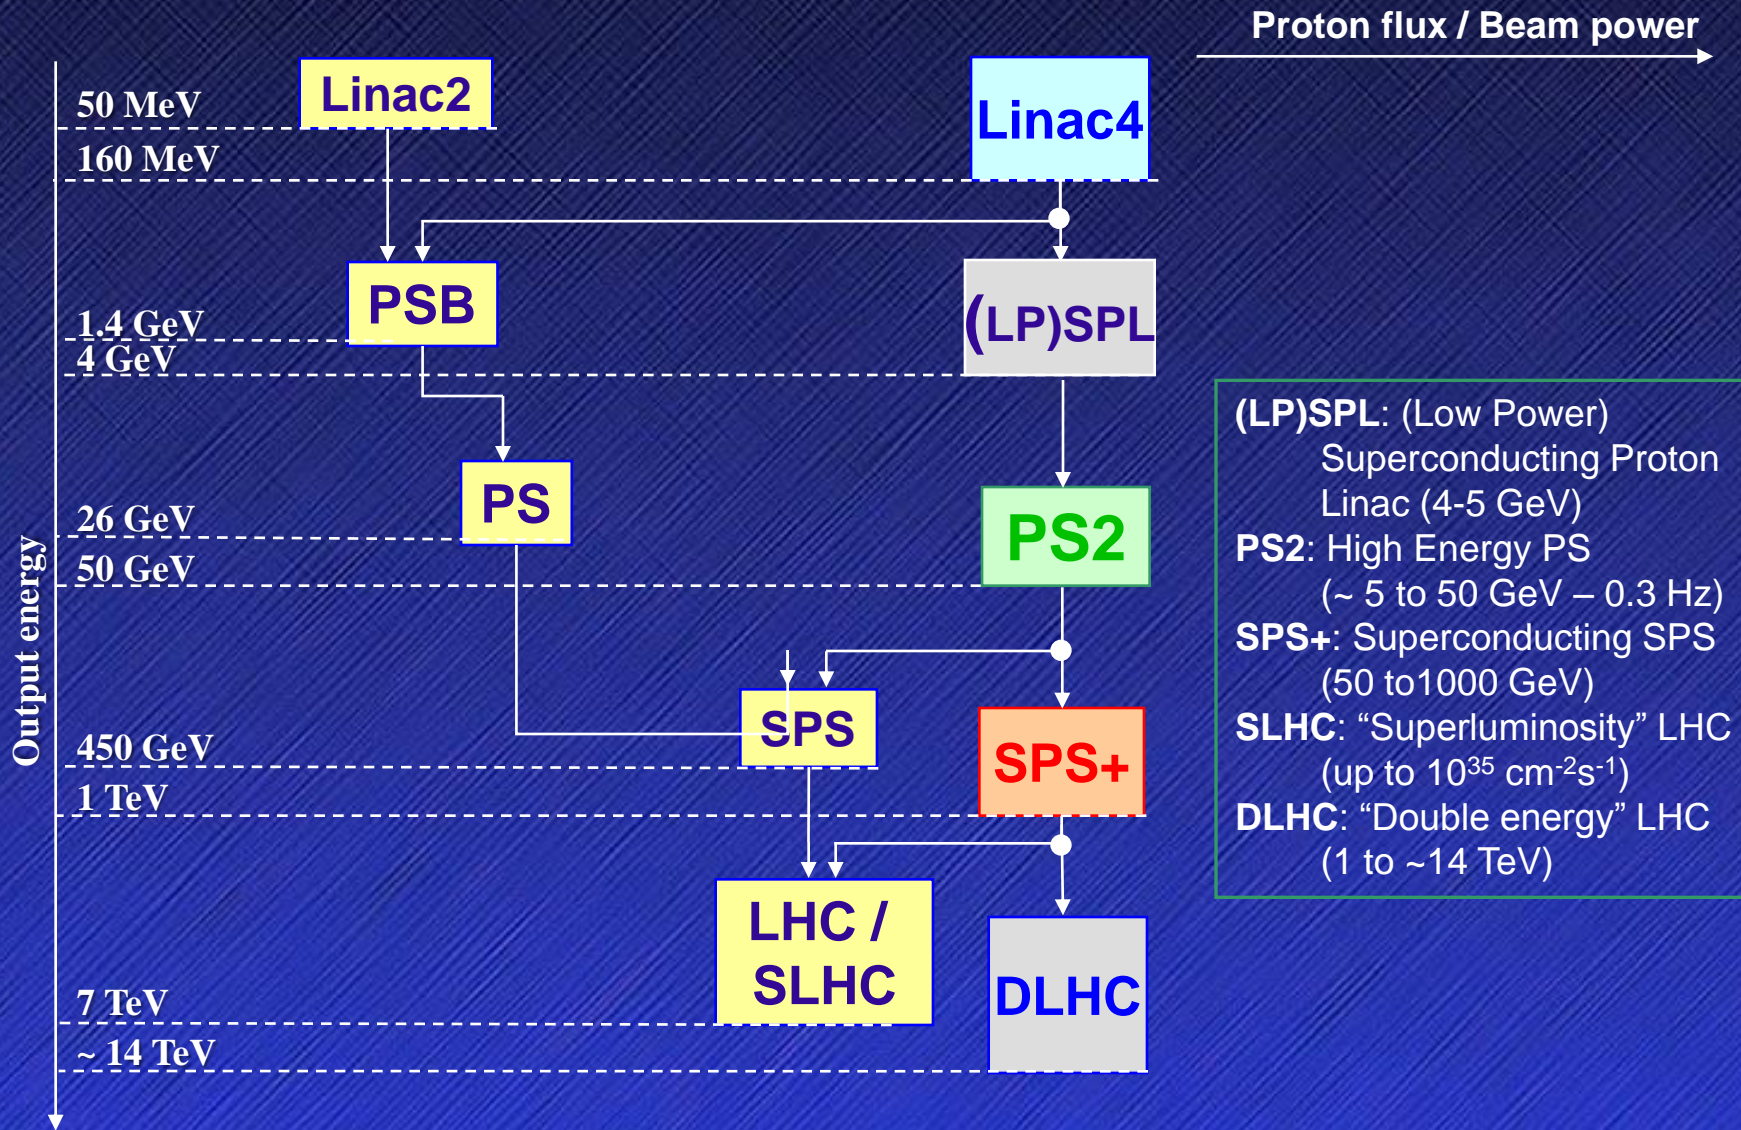 Proton flux / Beam power
Linac2
Linac4
50 MeV
160 MeV
PSB
(LP)SPL
1.4 GeV
4 GeV
PS
PS2
26 GeV
50 GeV
Output energy
SPS
SPS+
450 GeV
1 TeV
LHC /
SLHC
DLHC
7 TeV
~ 14 TeV
(LP)SPL: (Low Power)
Superconducting Proton
Linac (4-5 GeV)
PS2: High Energy PS
(~ 5 to 50 GeV – 0.3 Hz)
SPS+: Superconducting SPS
(50 to1000 GeV)
SLHC: “Superluminosity” LHC
(up to 10³⁵ cm⁻²s⁻¹)
DLHC: “Double energy” LHC
(1 to ~14 TeV)